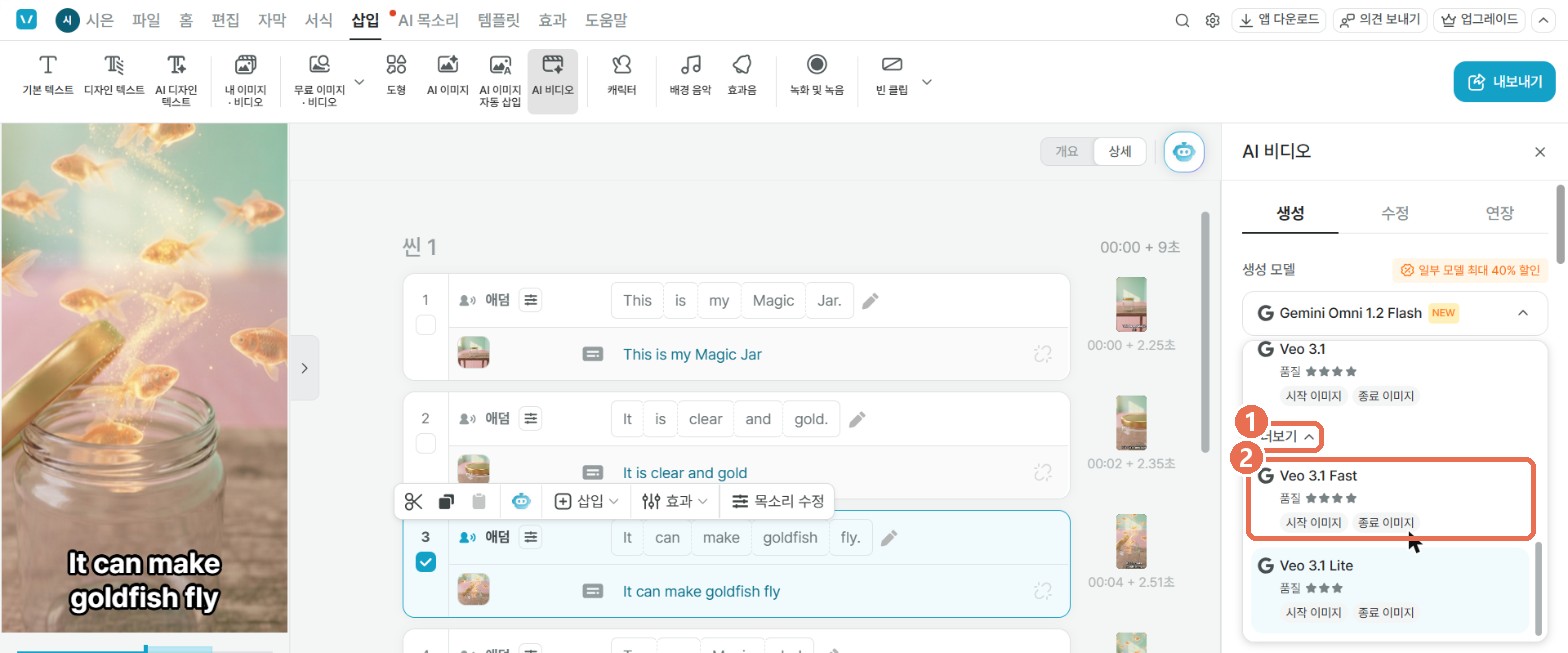 시 시은 파일 홈 편집 자막 서식 삽입 AI 목소리 템플릿 효과 도움말 앱 다운로드 의견 보내기 업그레이드
기본 텍스트 디자인 텍스트 AI 디자인 텍스트 내 이미지 · 비디오 무료 이미지 · 비디오 도형 AI 이미지 AI 이미지 자동 삽입 AI 비디오 캐릭터 배경 음악 효과음 녹화 및 녹음 빈 클립 내보내기
It can make
goldfish fly
개요 상세
씬 1 00:00 + 9초
1 애덤 This is my Magic Jar.
This is my Magic Jar
00:00 + 2.25초
2 애덤 It is clear and gold.
It is clear and gold
00:02 + 2.35초
삽입 효과 목소리 수정
3 애덤 It can make goldfish fly.
It can make goldfish fly
00:04 + 2.51초
AI 비디오
생성 수정 연장
생성 모델 일부 모델 최대 40% 할인
Gemini Omni 1.2 Flash NEW
Veo 3.1
품질 ★★★★
시작 이미지 종료 이미지
1
더보기
2
Veo 3.1 Fast
품질 ★★★★
시작 이미지 종료 이미지
Veo 3.1 Lite
품질 ★★★
시작 이미지 종료 이미지